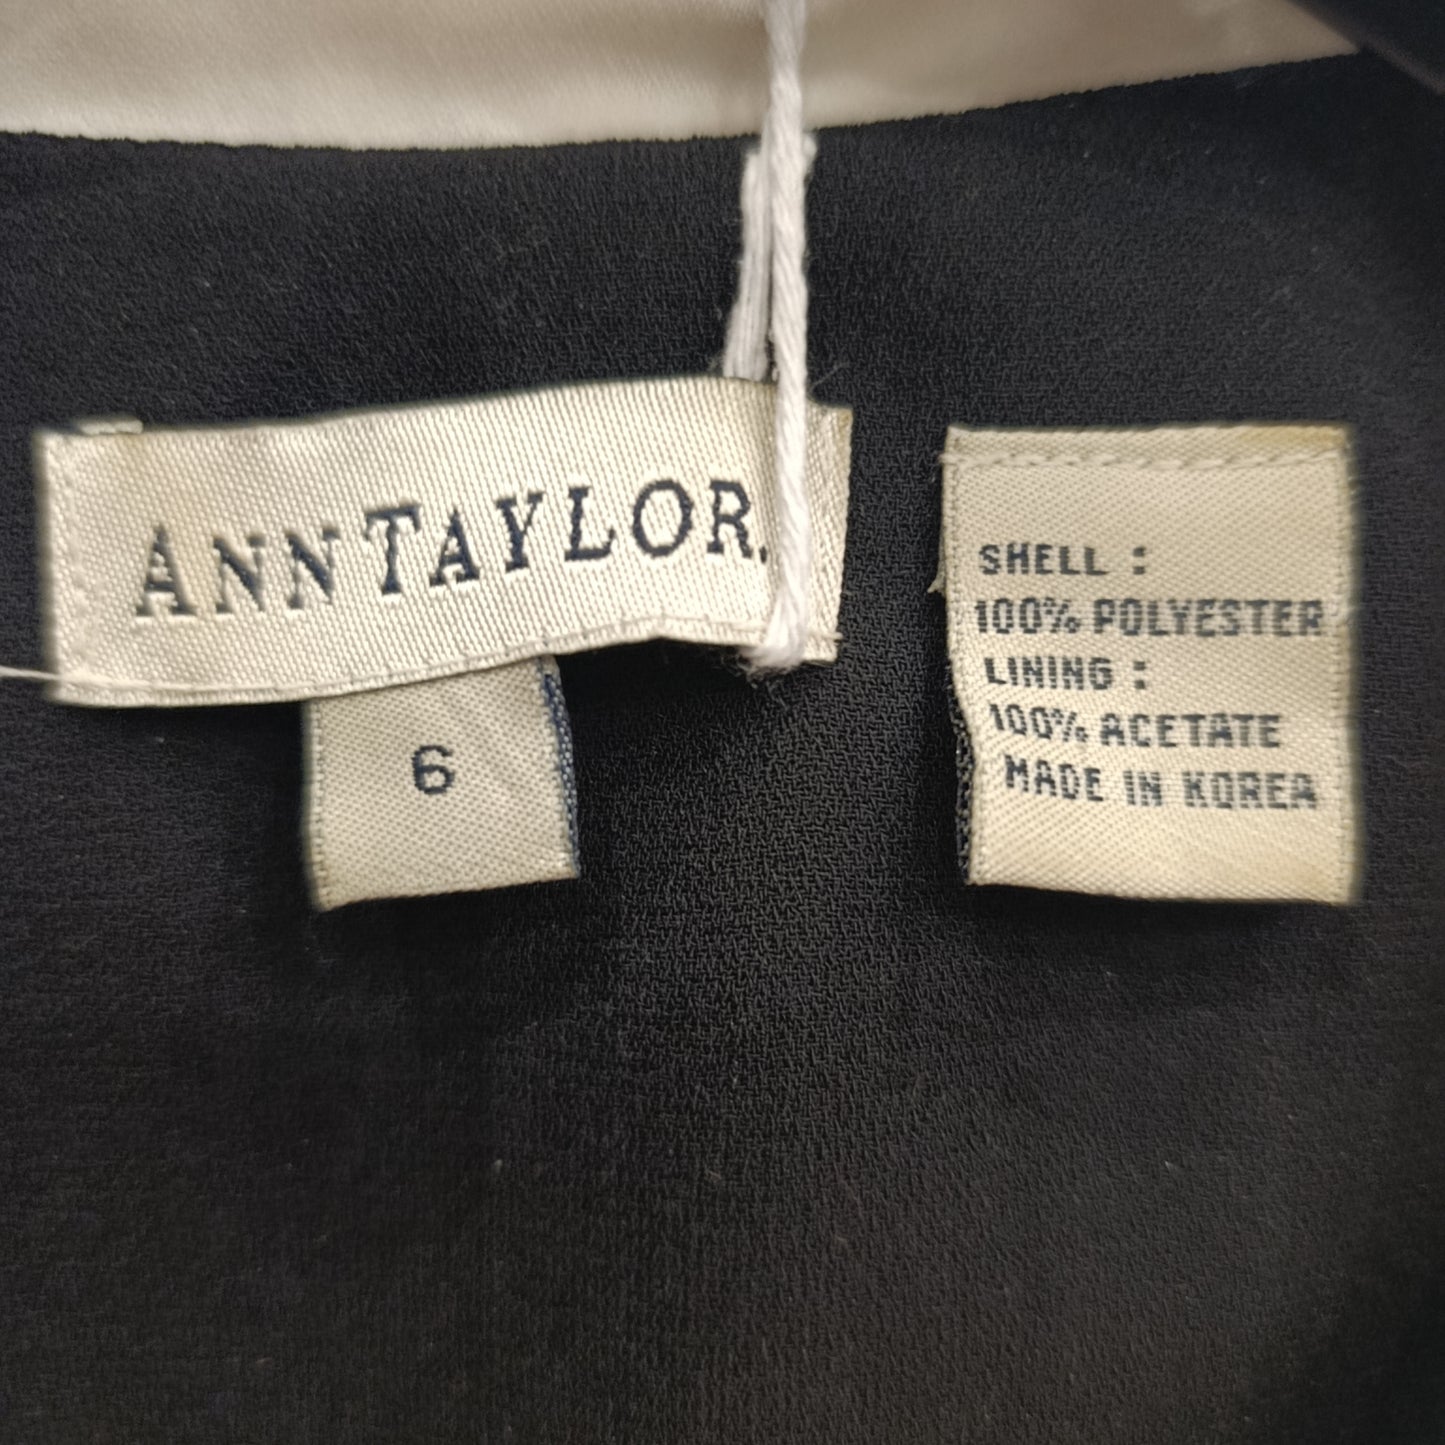 ANNTAYLOR.
6
SHELL :
100% POLYESTER
LINING :
100% ACETATE
MADE IN KOREA